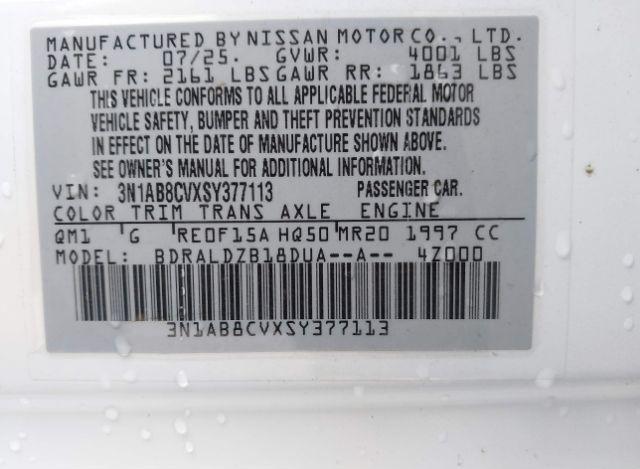 MANUFACTURED BY NISSAN MOTOR CO., LTD.
DATE: 07/25. GVWR: 4001 LBS
GAWR FR: 2161 LBS GAWR RR: 1863 LBS
THIS VEHICLE CONFORMS TO ALL APPLICABLE FEDERAL MOTOR
VEHICLE SAFETY, BUMPER AND THEFT PREVENTION STANDARDS
IN EFFECT ON THE DATE OF MANUFACTURE SHOWN ABOVE.
SEE OWNER'S MANUAL FOR ADDITIONAL INFORMATION.
VIN: 3N1AB8CVXSY377113 PASSENGER CAR.
COLOR TRIM TRANS AXLE ENGINE
QM1 G RE0F15A HQ50 MR20 1997 CC
MODEL: BDRALDZB18DUA--A-- 4Z000
3N1AB8CVXSY377113